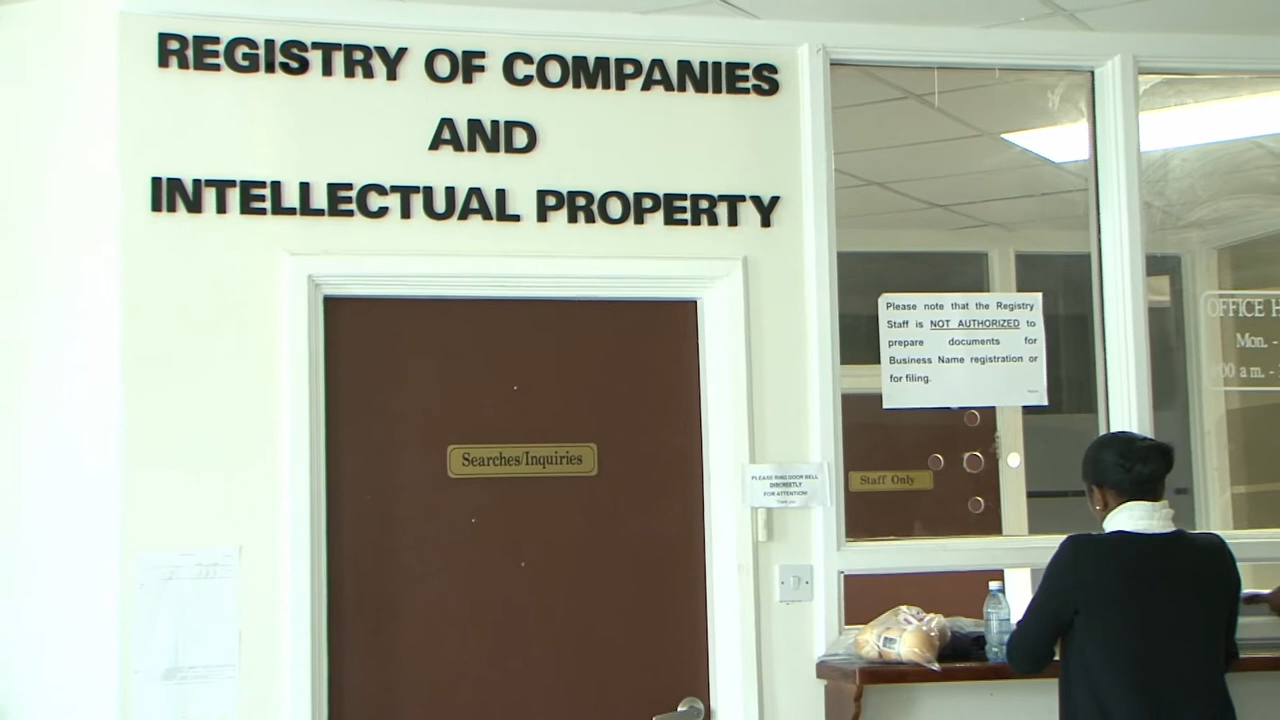 REGISTRY OF COMPANIES
AND
INTELLECTUAL PROPERTY
Please note that the Registry
Staff is NOT AUTHORIZED to
prepare documents for
Business Name registration or
for filing.
OFFICE H
Mon. -
00 a.m. -
Searches/Inquiries
PLEASE RING DOOR BELL
DISCREETLY
FOR ATTENTION!
Thank you
Staff Only